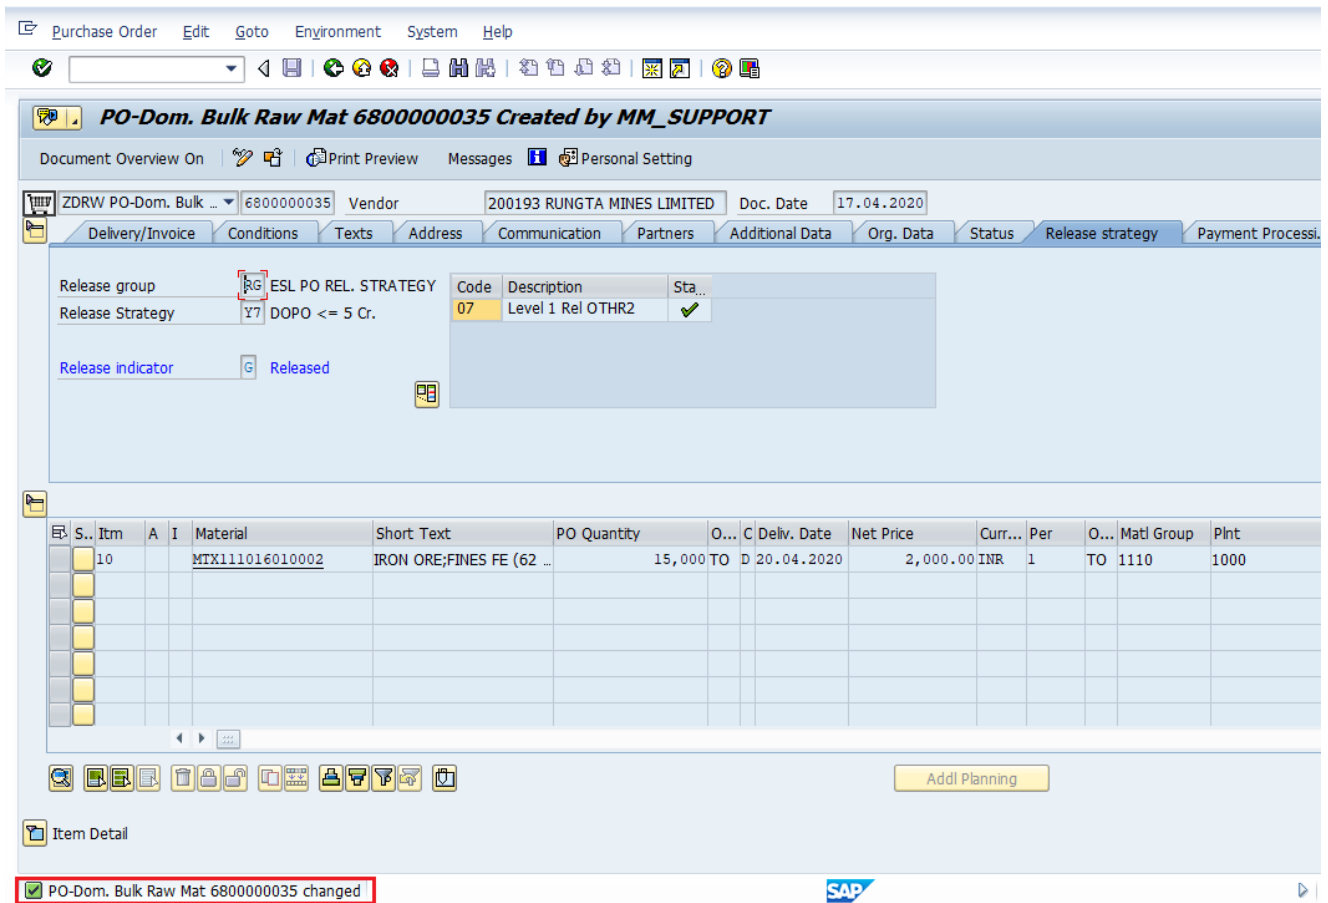 Purchase Order Edit Goto Environment System Help
PO-Dom. Bulk Raw Mat 6800000035 Created by MM_SUPPORT
Document Overview On Print Preview Messages Personal Setting
ZDRW PO-Dom. Bulk ... 6800000035 Vendor 200193 RUNGTA MINES LIMITED Doc. Date 17.04.2020
Delivery/Invoice Conditions Texts Address Communication Partners Additional Data Org. Data Status Release strategy Payment Processi.
Release group RG ESL PO REL. STRATEGY Code Description Sta...
Release Strategy Y7 DOPO <= 5 Cr. 07 Level 1 Rel OTHR2
Release indicator G Released
S.. Itm A I Material Short Text PO Quantity O... C Deliv. Date Net Price Curr... Per O... Matl Group Plnt
10 MTX111016010002 IRON ORE;FINES FE (62 ... 15,000 TO D 20.04.2020 2,000.00 INR 1 TO 1110 1000
Addl Planning
Item Detail
PO-Dom. Bulk Raw Mat 6800000035 changed SAP